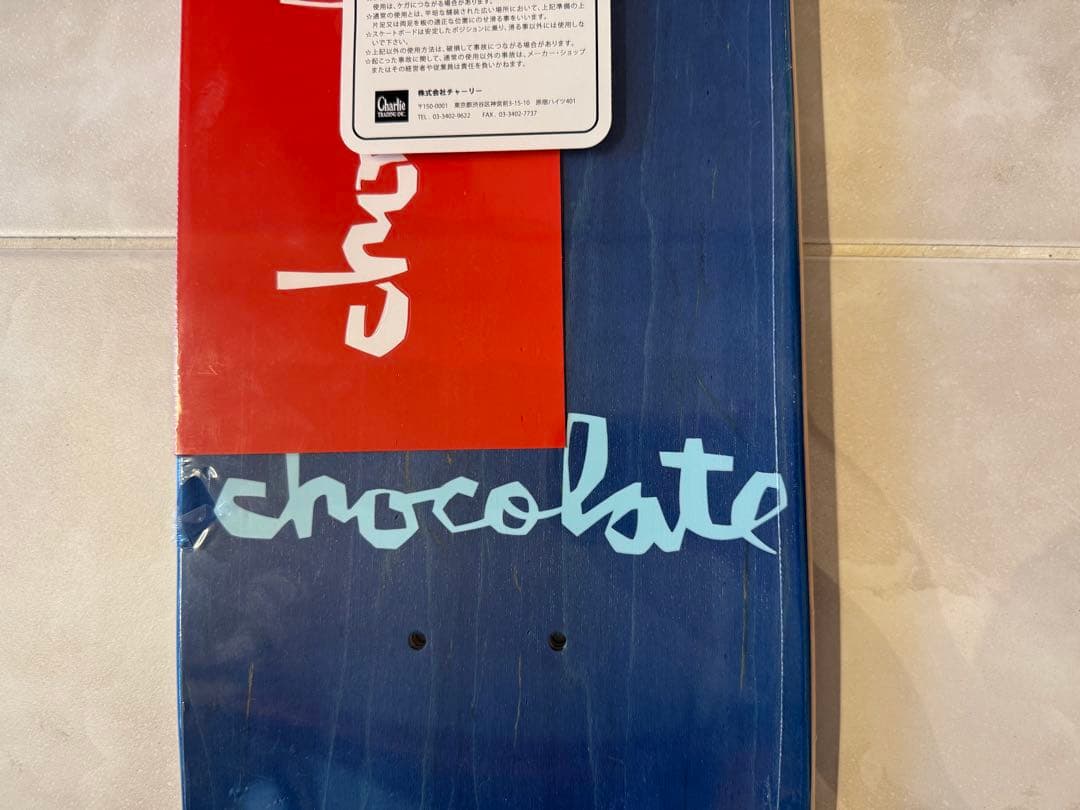 使用は、ケガにつながる場合があります。
☆通常の使用とは、平坦な舗装された広い場所において、上記準備の上
片足又は両足を板の適正な位置にのせ滑る事をいいます。
☆スケートボードは安定したポジションに乗り、滑る事以外には使用しな
いで下さい。
☆上記以外の使用方法は、破損して事故につながる場合があります。
☆起こった事故に関して、通常の使用以外の事故は、メーカー・ショップ
またはその経営者や従業員は責任を負いかねます。
Charlie
TRADING INC.
株式会社チャーリー
〒150-0001 東京都渋谷区神宮前3-15-10 原宿ハイツ401
TEL. 03-3402-9622 FAX. 03-3402-7737
cho
chocolate